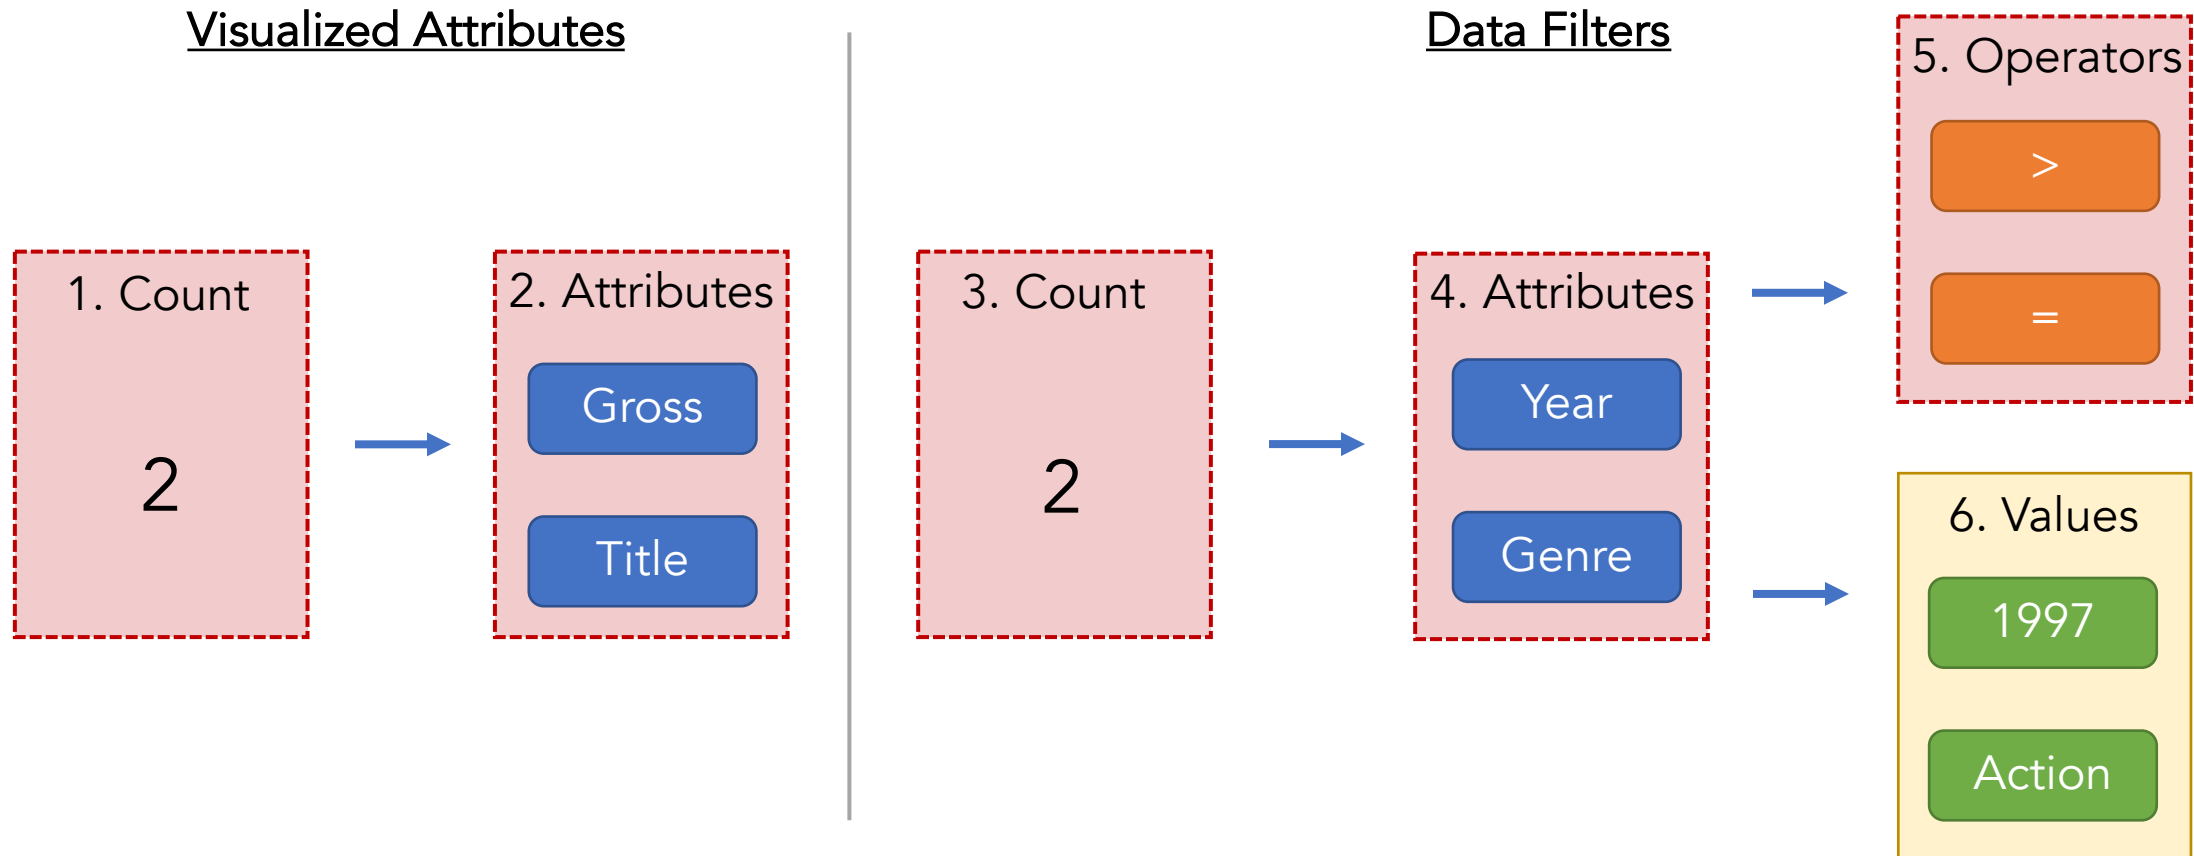 Visualized Attributes
1. Count
2
2. Attributes
Gross
Title
Data Filters
3. Count
2
4. Attributes
Year
Genre
5. Operators
>
=
6. Values
1997
Action